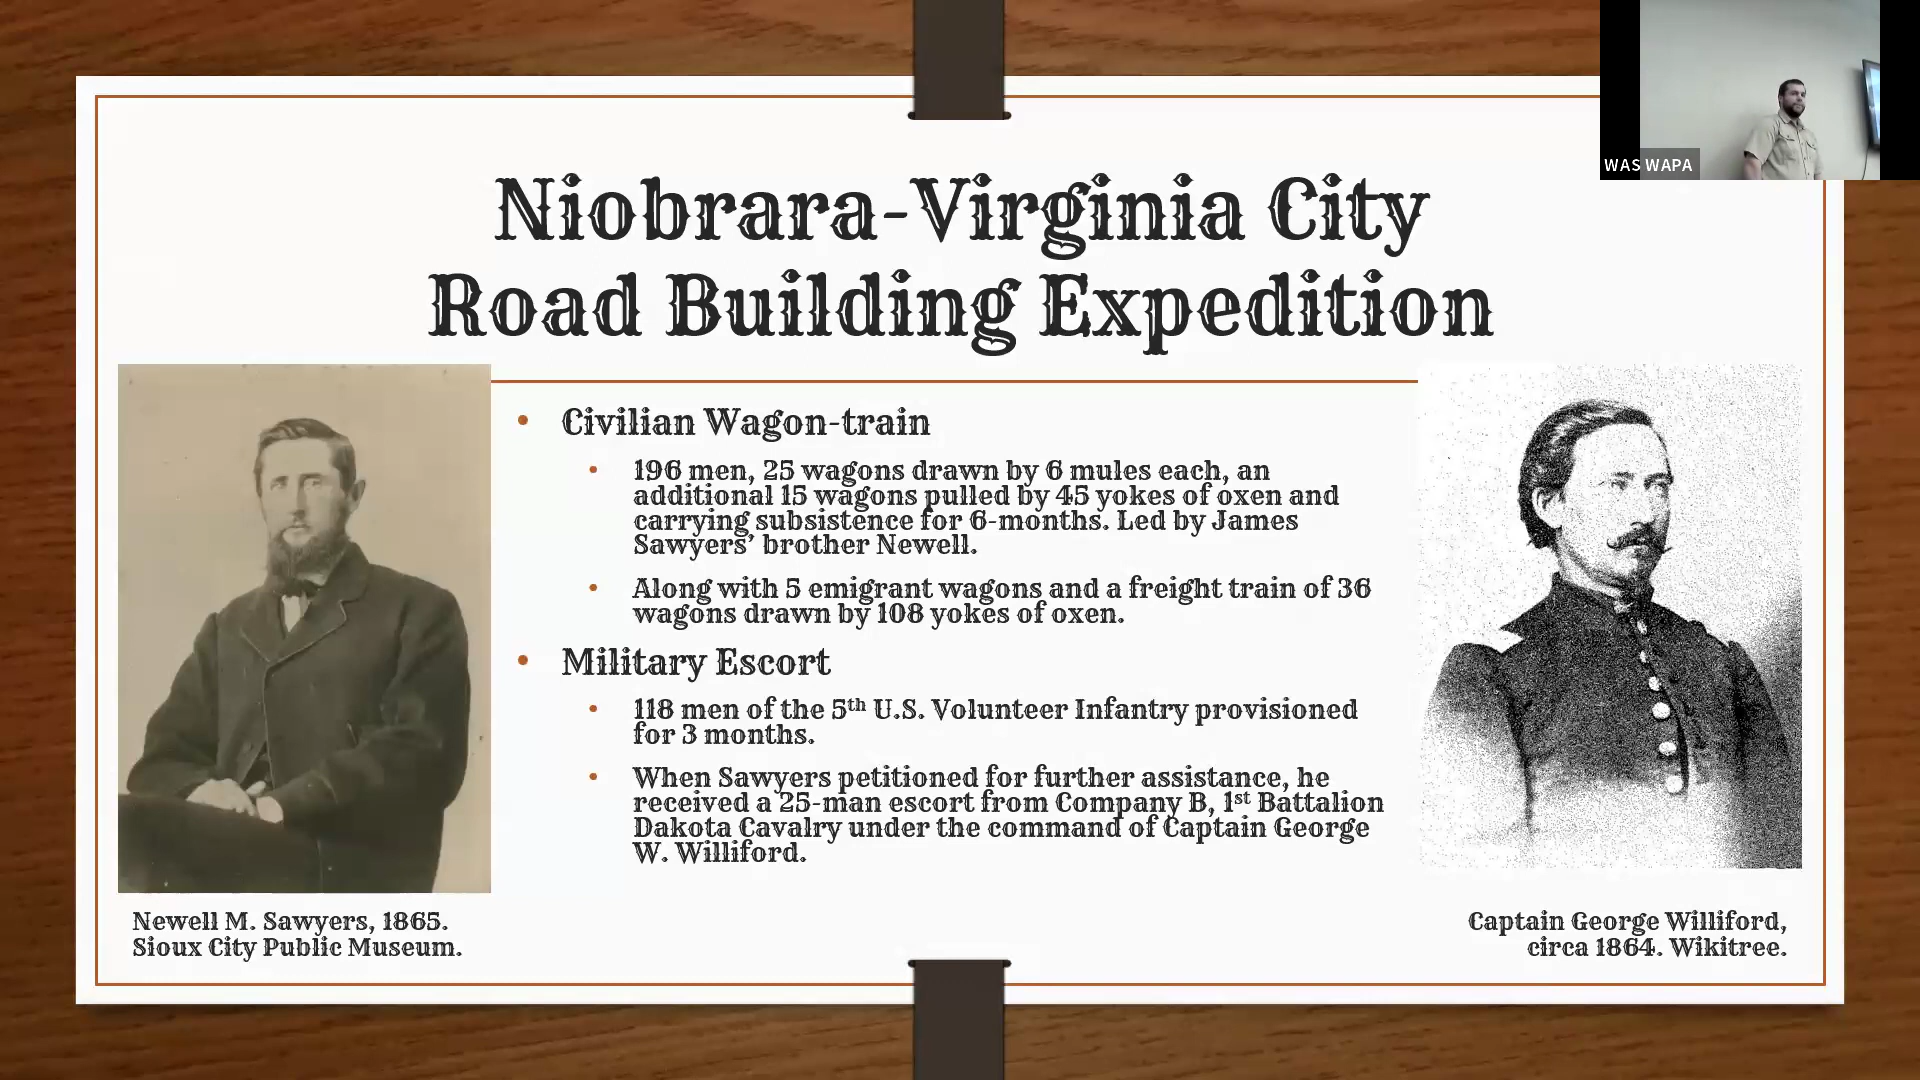 WAS WAPA
Niobrara-Virginia City
Road Building Expedition
• Civilian Wagon-train
• 196 men, 25 wagons drawn by 6 mules each, an
additional 15 wagons pulled by 45 yokes of oxen and
carrying subsistence for 6-months. Led by James
Sawyers’ brother Newell.
• Along with 5 emigrant wagons and a freight train of 36
wagons drawn by 108 yokes of oxen.
• Military Escort
• 118 men of the 5th U.S. Volunteer Infantry provisioned
for 3 months.
• When Sawyers petitioned for further assistance, he
received a 25-man escort from Company B, 1st Battalion
Dakota Cavalry under the command of Captain George
W. Williford.
Newell M. Sawyers, 1865.
Sioux City Public Museum.
Captain George Williford,
circa 1864. Wikitree.